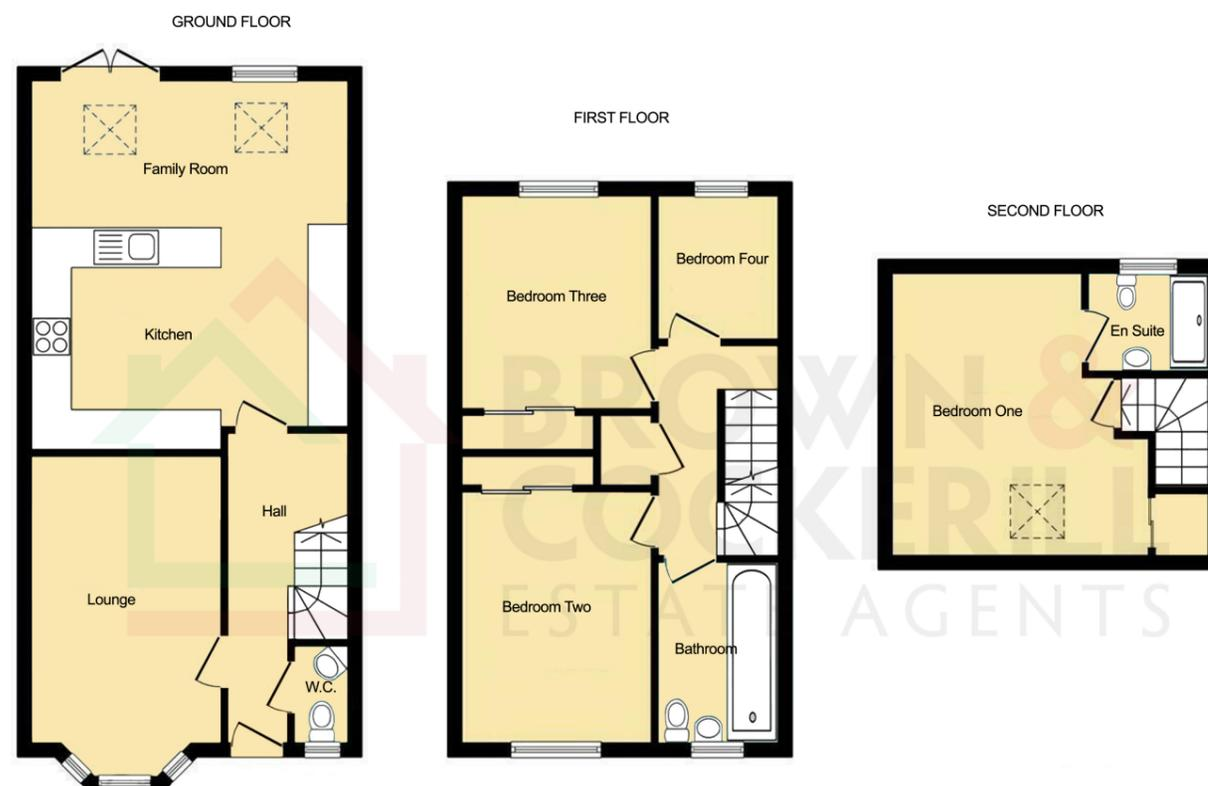 GROUND FLOOR
Family Room
Kitchen
Hall
Lounge
W.C.
FIRST FLOOR
Bedroom Three
Bedroom Four
Bedroom Two
Bathroom
SECOND FLOOR
En Suite
Bedroom One
BROWN &
COCKERILL
ESTATE AGENTS